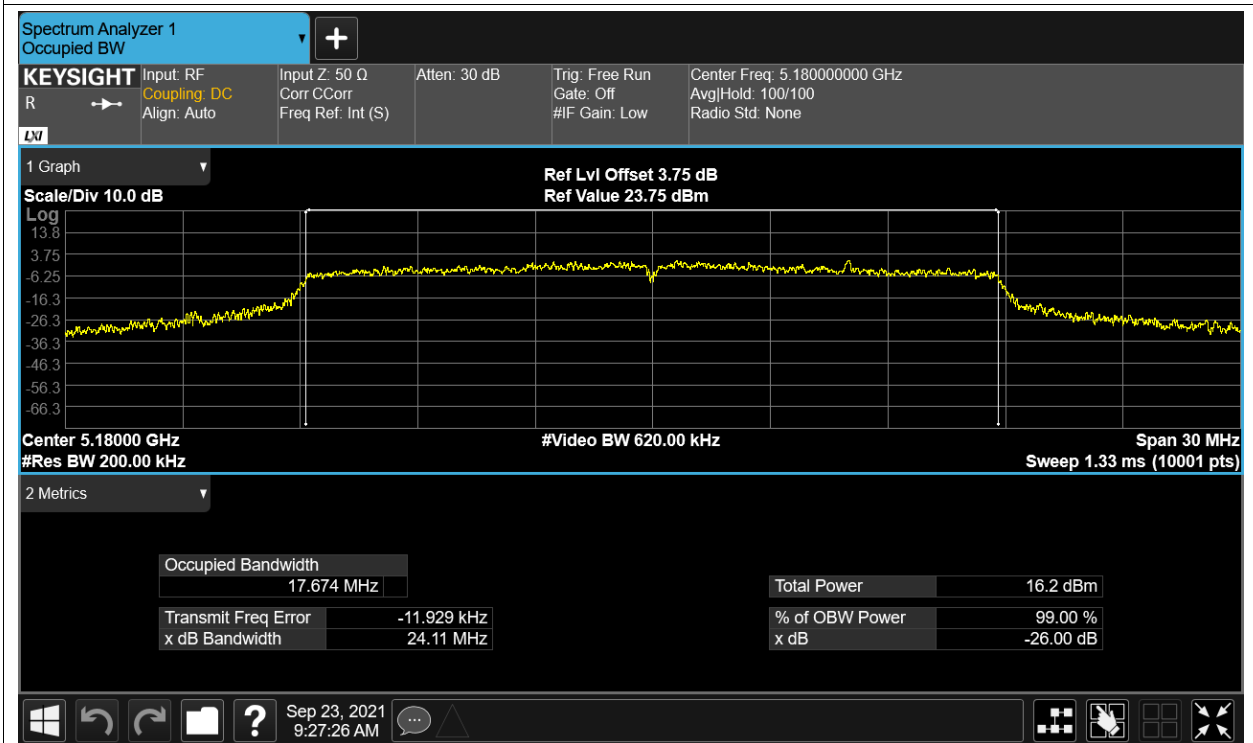 Spectrum Analyzer 1
Occupied BW
KEYSIGHT
R
LXI
Input: RF
Coupling: DC
Align: Auto
Input Z: 50 Ω
Corr CCorr
Freq Ref: Int (S)
Atten: 30 dB
Trig: Free Run
Gate: Off
#IF Gain: Low
Center Freq: 5.180000000 GHz
Avg|Hold: 100/100
Radio Std: None
1 Graph
Scale/Div 10.0 dB
Ref Lvl Offset 3.75 dB
Ref Value 23.75 dBm
Log
13.8
3.75
-6.25
-16.3
-26.3
-36.3
-46.3
-56.3
-66.3
Center 5.18000 GHz
#Video BW 620.00 kHz
Span 30 MHz
#Res BW 200.00 kHz
Sweep 1.33 ms (10001 pts)
2 Metrics
Occupied Bandwidth
17.674 MHz
Total Power 16.2 dBm
Transmit Freq Error -11.929 kHz
% of OBW Power 99.00 %
x dB Bandwidth 24.11 MHz
x dB -26.00 dB
?
Sep 23, 2021
9:27:26 AM